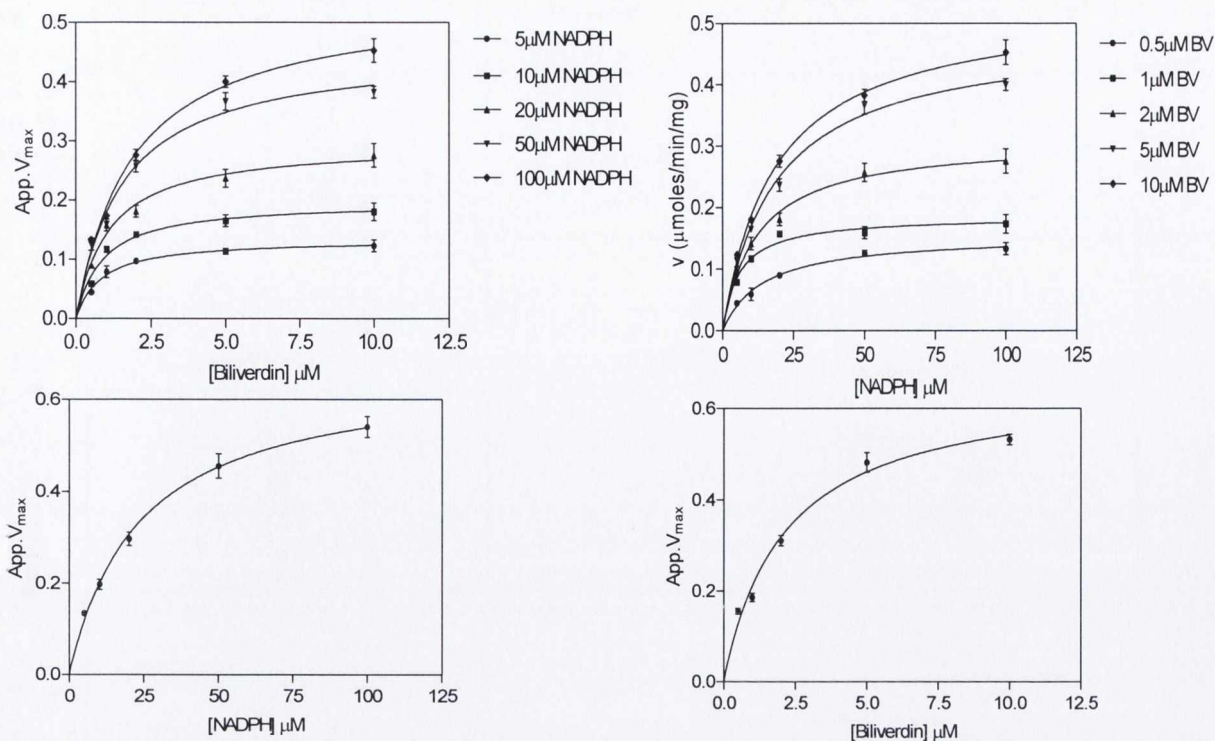 App.Vmax
0.5
0.4
0.3
0.2
0.1
0.0
0.0 2.5 5.0 7.5 10.0 12.5
[Biliverdin] μM
5μM NADPH
10μM NADPH
20μM NADPH
50μM NADPH
100μM NADPH
v (μmoles/min/mg)
0.5
0.4
0.3
0.2
0.1
0.0
0 25 50 75 100 125
[NADPH] μM
0.5μM BV
1μM BV
2μM BV
5μM BV
10μM BV
App.Vmax
0.6
0.4
0.2
0.0
0 25 50 75 100 125
[NADPH] μM
App.Vmax
0.6
0.4
0.2
0.0
0.0 2.5 5.0 7.5 10.0 12.5
[Biliverdin] μM